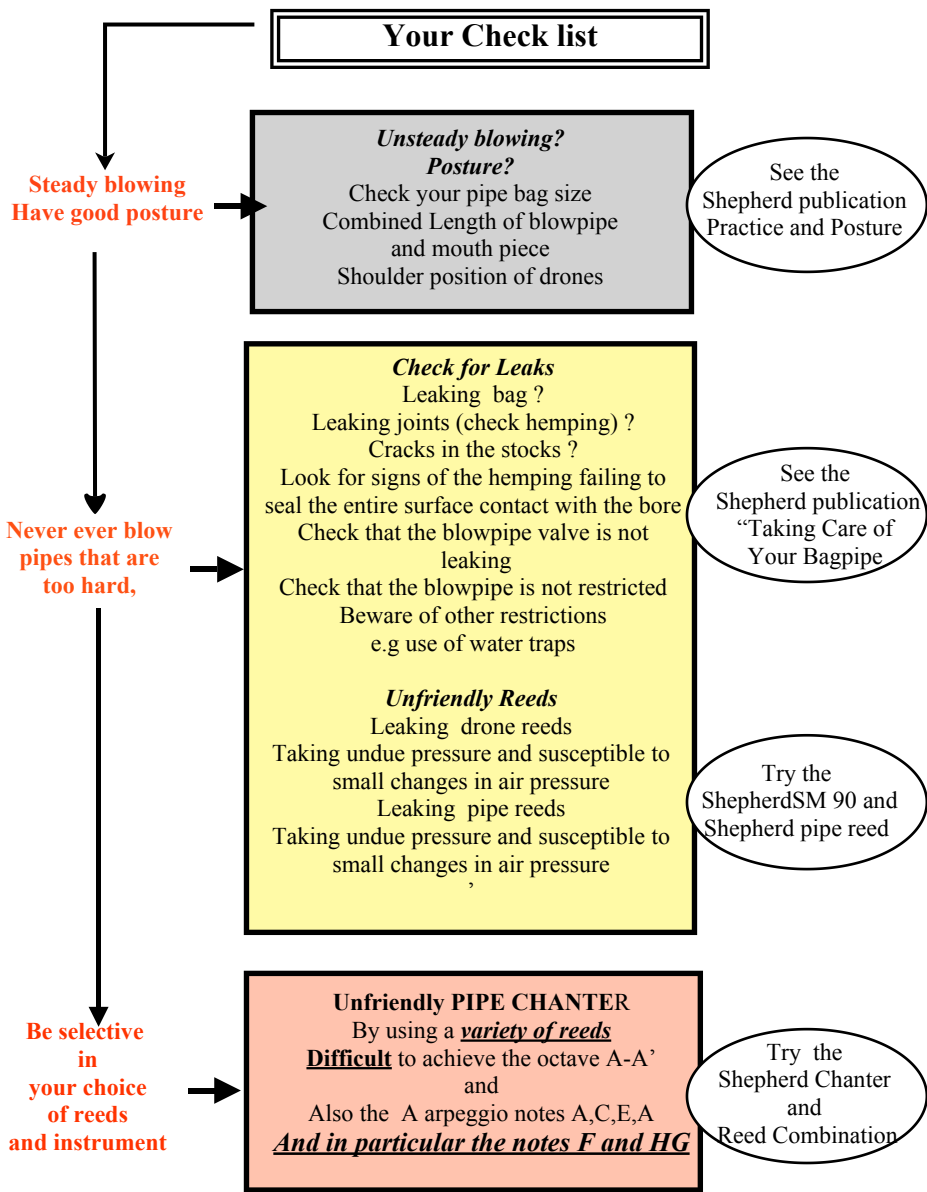 Your Check list
Steady blowing
Have good posture
Unsteady blowing?
Posture?
Check your pipe bag size
Combined Length of blowpipe
and mouth piece
Shoulder position of drones
See the
Shepherd publication
Practice and Posture
Never ever blow
pipes that are
too hard,
Check for Leaks
Leaking bag ?
Leaking joints (check hemping) ?
Cracks in the stocks ?
Look for signs of the hemping failing to
seal the entire surface contact with the bore
Check that the blowpipe valve is not
leaking
Check that the blowpipe is not restricted
Beware of other restrictions
e.g use of water traps
See the
Shepherd publication
“Taking Care of
Your Bagpipe
Unfriendly Reeds
Leaking drone reeds
Taking undue pressure and susceptible to
small changes in air pressure
Leaking pipe reeds
Taking undue pressure and susceptible to
small changes in air pressure
’
Try the
ShepherdSM 90 and
Shepherd pipe reed
Be selective
in
your choice
of reeds
and instrument
Unfriendly PIPE CHANTER
By using a variety of reeds
Difficult to achieve the octave A-A’
and
Also the A arpeggio notes A,C,E,A
And in particular the notes F and HG
Try the
Shepherd Chanter
and
Reed Combination